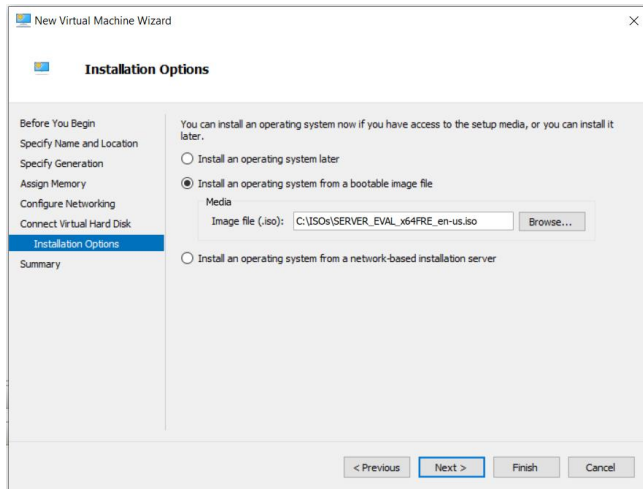 New Virtual Machine Wizard
Installation Options
Before You Begin
Specify Name and Location
Specify Generation
Assign Memory
Configure Networking
Connect Virtual Hard Disk
Installation Options
Summary
You can install an operating system now if you have access to the setup media, or you can install it
later.
Install an operating system later
Install an operating system from a bootable image file
Media
Image file (.iso): C:\ISOs\SERVER_EVAL_x64FRE_en-us.iso Browse...
Install an operating system from a network-based installation server
< Previous Next > Finish Cancel